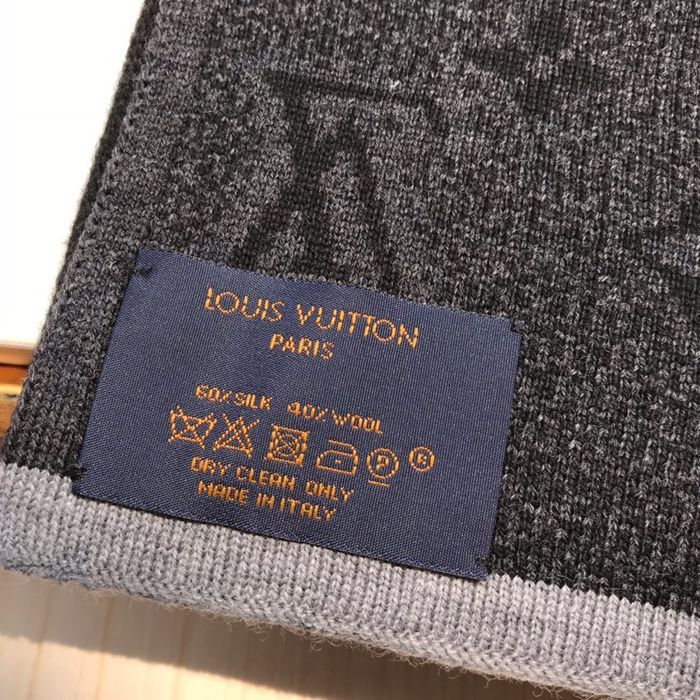 LOUIS VUITTON
PARIS
60% SILK 40% WOOL
P ®
DRY CLEAN ONLY
MADE IN ITALY